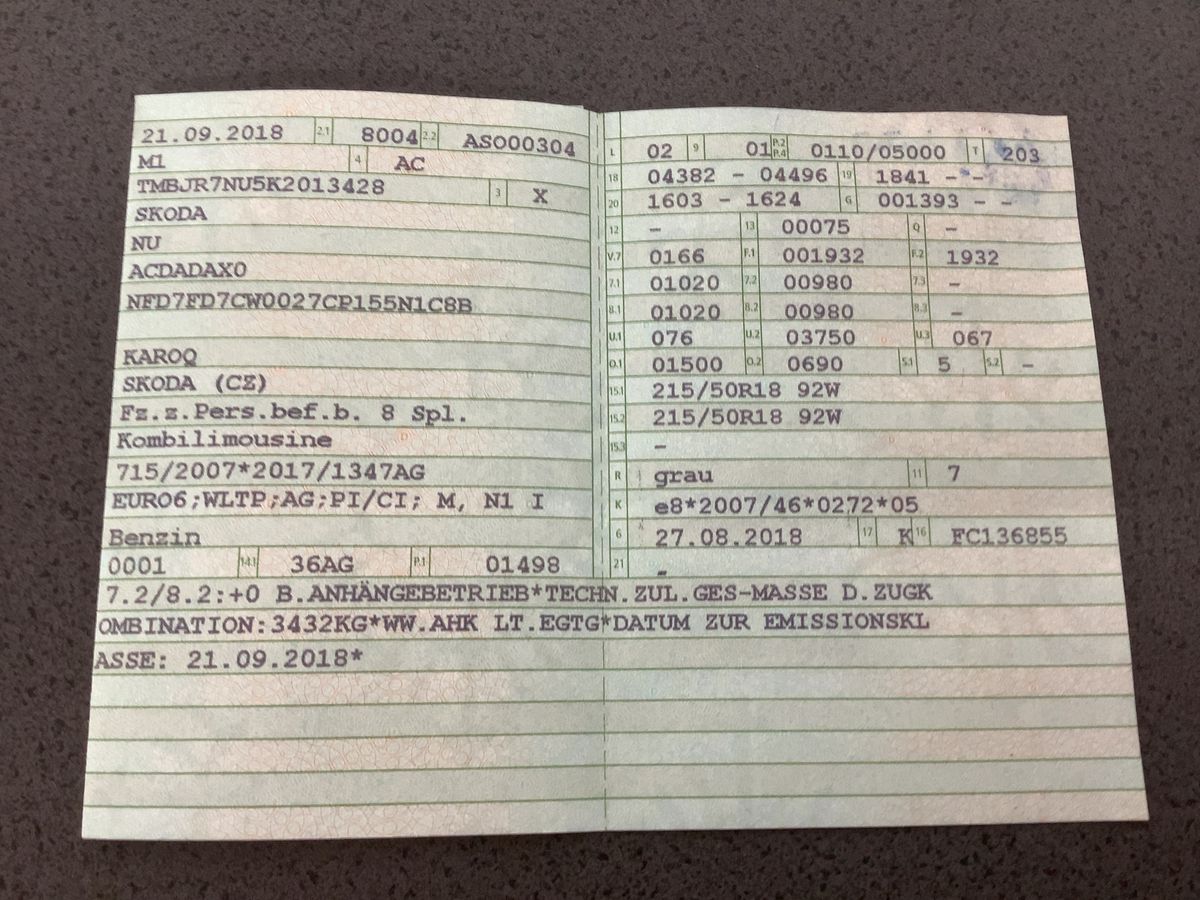 21.09.2018 2.1 8004 2.2 ASO00304
M1 4 AC
TMBJR7NU5K2013428 3 X
SKODA
NU
ACDADAX0
NFD7FD7CW0027CP155N1C8B
KAROQ
SKODA (CZ)
Fz.z.Pers.bef.b. 8 Spl.
Kombilimousine
715/2007*2017/1347AG
EURO6;WLTP;AG;PI/CI; M, N1 I
Benzin
0001 14.1 36AG P.1 01498
L 02 9 01 P.2 P.4 0110/05000 T 203
18 04382 - 04496 19 1841 - -
20 1603 - 1624 G 001393 - -
12 - 13 00075 Q -
V.7 0166 F.1 001932 F.2 1932
7.1 01020 7.2 00980 7.3 -
8.1 01020 8.2 00980 8.3 -
U.1 076 U.2 03750 U.3 067
O.1 01500 O.2 0690 S.1 5 S.2 -
15.1 215/50R18 92W
15.2 215/50R18 92W
15.3 -
R grau 11 7
K e8*2007/46*0272*05
6 27.08.2018 17 K 16 FC136855
21 -
7.2/8.2:+0 B.ANHÄNGEBETRIEB*TECHN.ZUL.GES-MASSE D.ZUGK
OMBINATION:3432KG*WW.AHK LT.EGTG*DATUM ZUR EMISSIONSKL
ASSE: 21.09.2018*